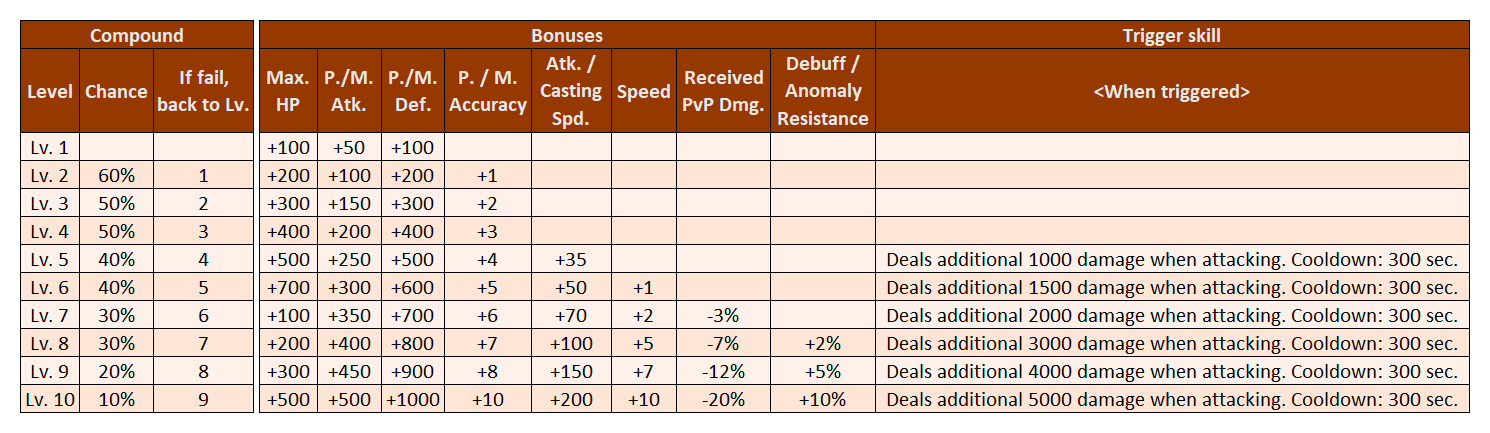 Compound Bonuses Trigger skill
Level Chance If fail, back to Lv. Max. HP P./M. Atk. P./M. Def. P. / M. Accuracy Atk. / Casting Spd. Speed Received PvP Dmg. Debuff / Anomaly Resistance <When triggered>
Lv. 1 +100 +50 +100
Lv. 2 60% 1 +200 +100 +200 +1
Lv. 3 50% 2 +300 +150 +300 +2
Lv. 4 50% 3 +400 +200 +400 +3
Lv. 5 40% 4 +500 +250 +500 +4 +35 Deals additional 1000 damage when attacking. Cooldown: 300 sec.
Lv. 6 40% 5 +700 +300 +600 +5 +50 +1 Deals additional 1500 damage when attacking. Cooldown: 300 sec.
Lv. 7 30% 6 +100 +350 +700 +6 +70 +2 -3% Deals additional 2000 damage when attacking. Cooldown: 300 sec.
Lv. 8 30% 7 +200 +400 +800 +7 +100 +5 -7% +2% Deals additional 3000 damage when attacking. Cooldown: 300 sec.
Lv. 9 20% 8 +300 +450 +900 +8 +150 +7 -12% +5% Deals additional 4000 damage when attacking. Cooldown: 300 sec.
Lv. 10 10% 9 +500 +500 +1000 +10 +200 +10 -20% +10% Deals additional 5000 damage when attacking. Cooldown: 300 sec.